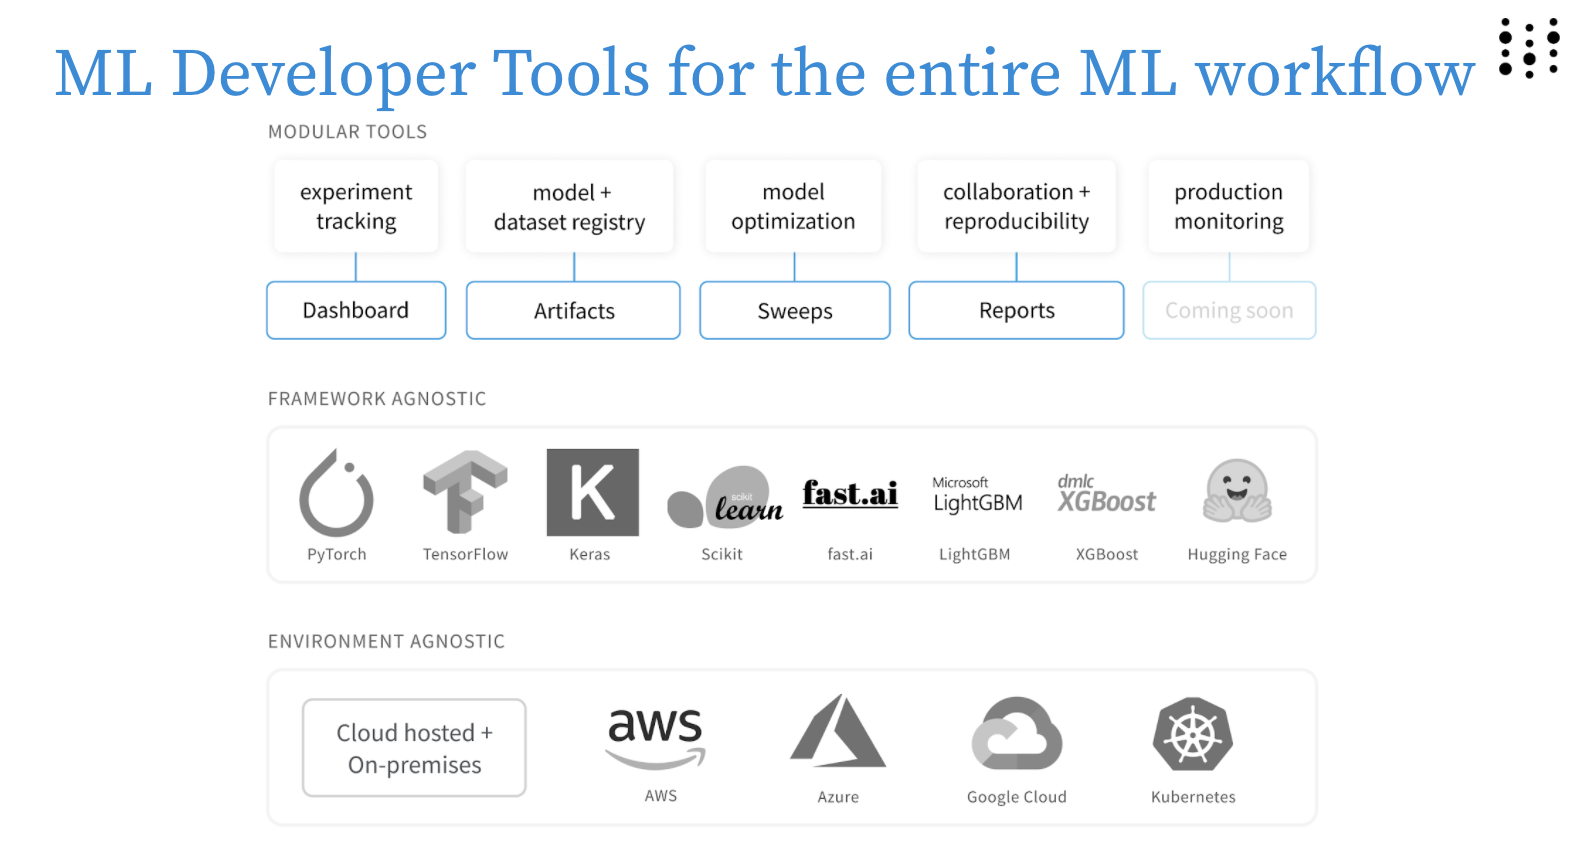 ML Developer Tools for the entire ML workflow
MODULAR TOOLS
experiment
tracking
model +
dataset registry
model
optimization
collaboration +
reproducibility
production
monitoring
Dashboard
Artifacts
Sweeps
Reports
Coming soon
FRAMEWORK AGNOSTIC
K
scikit
learn
fast.ai
Microsoft
LightGBM
dmlc
XGBoost
PyTorch
TensorFlow
Keras
Scikit
fast.ai
LightGBM
XGBoost
Hugging Face
ENVIRONMENT AGNOSTIC
Cloud hosted +
On-premises
aws
AWS
Azure
Google Cloud
Kubernetes